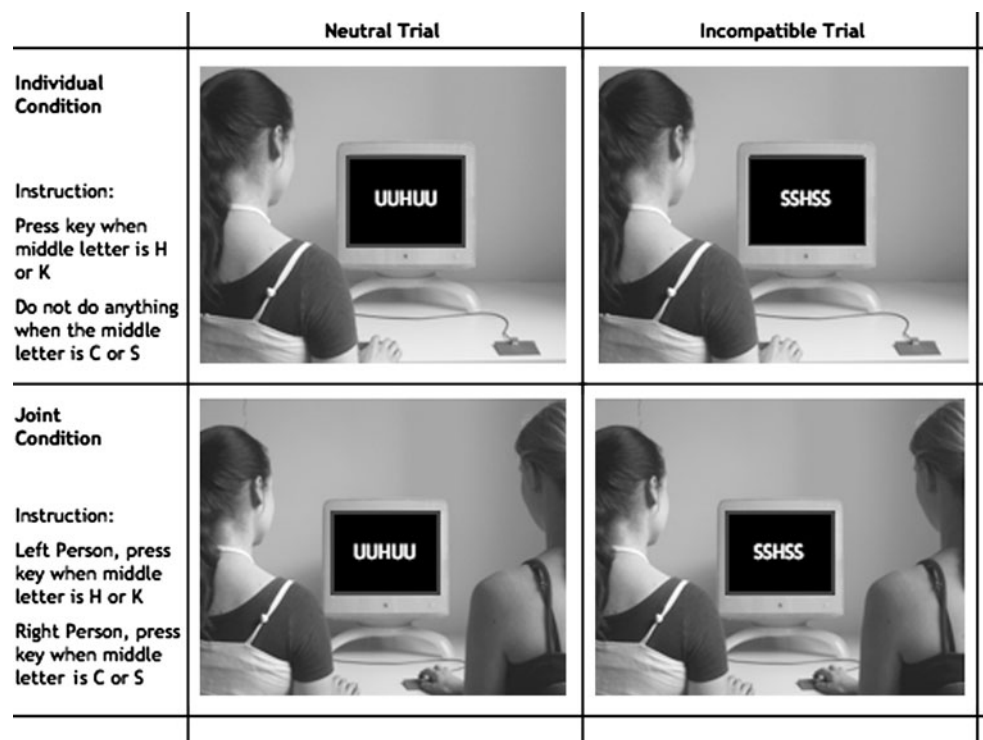 Neutral Trial
Incompatible Trial
Individual
Condition
Instruction:
Press key when
middle letter is H
or K
Do not do anything
when the middle
letter is C or S
UUHUU
SSHSS
Joint
Condition
Instruction:
Left Person, press
key when middle
letter is H or K
Right Person, press
key when middle
letter is C or S
UUHUU
SSHSS